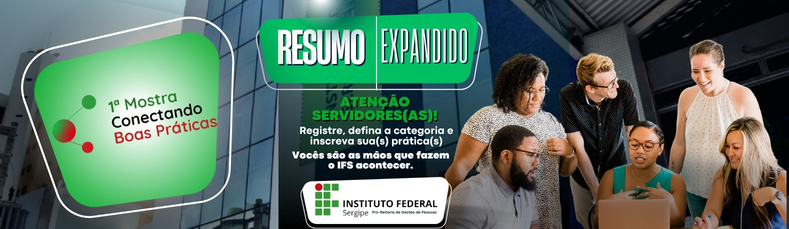 1ª Mostra
Conectando
Boas Práticas
RESUMO EXPANDIDO
ATENÇÃO
SERVIDORES(AS)!
Registre, defina a categoria e
inscreva sua(s) prática(s)
Vocês são as mãos que fazem
o IFS acontecer.
INSTITUTO FEDERAL
Sergipe Pró-Reitoria de Gestão de Pessoas